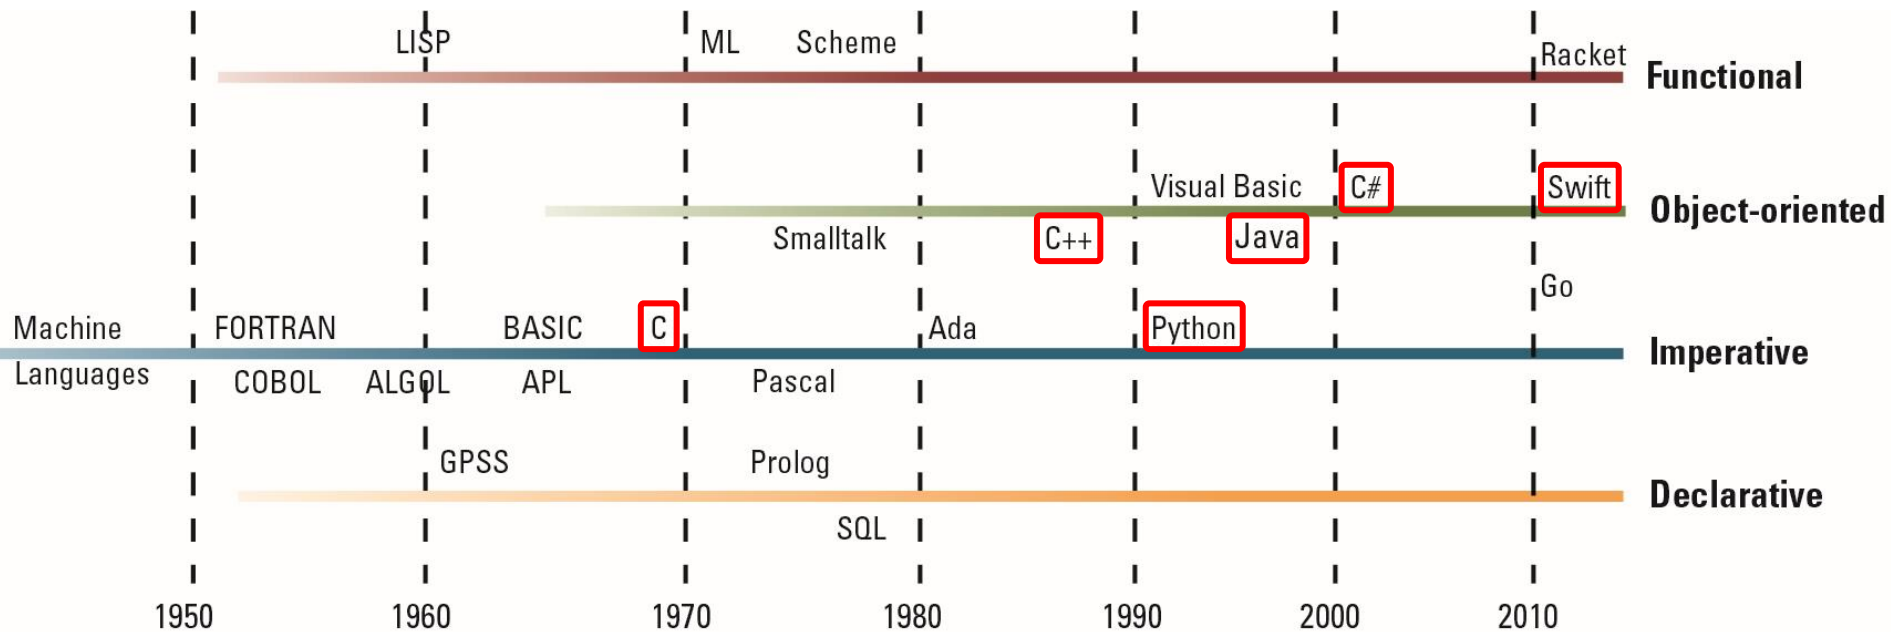 LISP ML Scheme Racket
Functional
Visual Basic C# Swift
Object-oriented
Smalltalk C++ Java
Go
Machine FORTRAN BASIC C Ada Python
Imperative
Languages COBOL ALGOL APL Pascal
GPSS Prolog
Declarative
SQL
1950 1960 1970 1980 1990 2000 2010